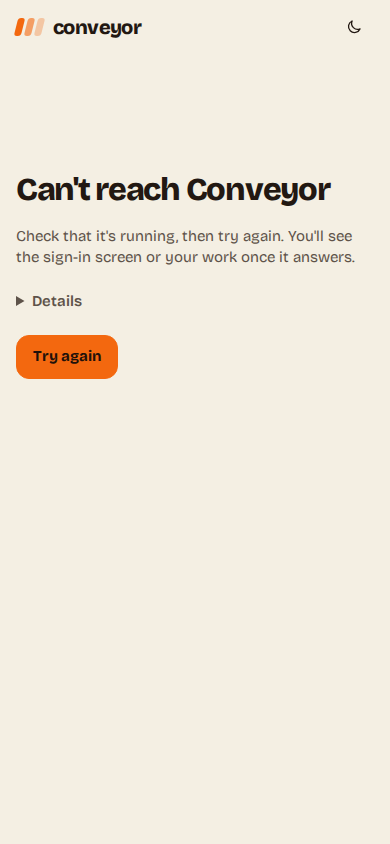 conveyor
Can't reach Conveyor
Check that it's running, then try again. You'll see
the sign-in screen or your work once it answers.
Details
Try again